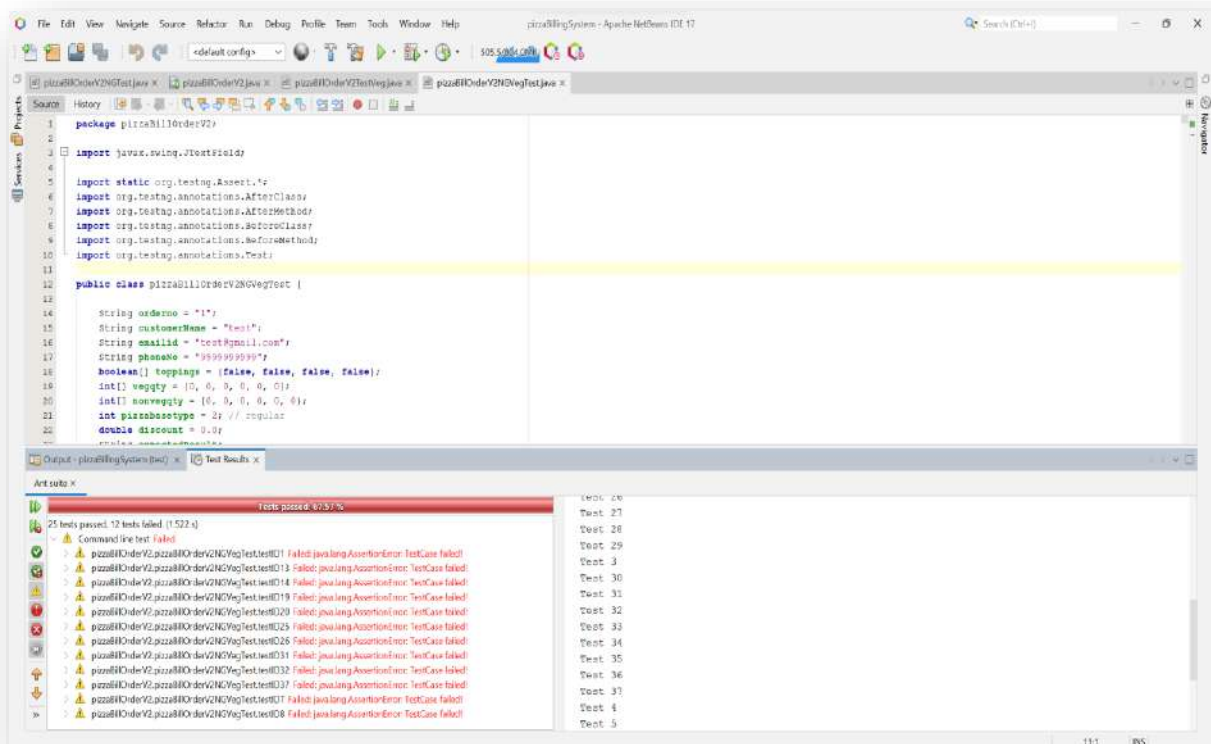 File Edit View Navigate Source Refactor Run Debug Profile Team Tools Window Help
pizzaBillingSystem - Apache NetBeans IDE 17
Search (Ctrl+I)
<default config>
pizzaBillOrderV2NGTest.java x pizzaBillOrderV2.java x pizzaBillOrderV2TestVeg.java x pizzaBillOrderV2NGVegTest.java x
Projects
Services
Navigator
Source History
1 package pizzaBillOrderV2;
2
3 import javax.swing.JTextField;
4
5 import static org.testng.Assert.*;
6 import org.testng.annotations.AfterClass;
7 import org.testng.annotations.AfterMethod;
8 import org.testng.annotations.BeforeClass;
9 import org.testng.annotations.BeforeMethod;
10 import org.testng.annotations.Test;
11
12 public class pizzaBillOrderV2NGVegTest {
13
14 String orderno = "1";
15 String customerName = "test";
16 String emailid = "test@gmail.com";
17 String phoneNo = "9999999999";
18 boolean[] toppings = {false, false, false, false};
19 int[] vegqty = {0, 0, 0, 0, 0, 0};
20 int[] nonvegqty = {0, 0, 0, 0, 0, 0};
21 int pizzabasetype = 2; // regular
22 double discount = 0.0;
String expectedResult;
Output - pizzaBillingSystem (test) x Test Results x
Ant suite x
Tests passed: 67.57 %
25 tests passed, 12 tests failed. (1.522 s)
Command line test Failed
pizzaBillOrderV2.pizzaBillOrderV2NGVegTest.testID1 Failed: java.lang.AssertionError: TestCase failed!
pizzaBillOrderV2.pizzaBillOrderV2NGVegTest.testID13 Failed: java.lang.AssertionError: TestCase failed!
pizzaBillOrderV2.pizzaBillOrderV2NGVegTest.testID14 Failed: java.lang.AssertionError: TestCase failed!
pizzaBillOrderV2.pizzaBillOrderV2NGVegTest.testID19 Failed: java.lang.AssertionError: TestCase failed!
pizzaBillOrderV2.pizzaBillOrderV2NGVegTest.testID20 Failed: java.lang.AssertionError: TestCase failed!
pizzaBillOrderV2.pizzaBillOrderV2NGVegTest.testID25 Failed: java.lang.AssertionError: TestCase failed!
pizzaBillOrderV2.pizzaBillOrderV2NGVegTest.testID26 Failed: java.lang.AssertionError: TestCase failed!
pizzaBillOrderV2.pizzaBillOrderV2NGVegTest.testID31 Failed: java.lang.AssertionError: TestCase failed!
pizzaBillOrderV2.pizzaBillOrderV2NGVegTest.testID32 Failed: java.lang.AssertionError: TestCase failed!
pizzaBillOrderV2.pizzaBillOrderV2NGVegTest.testID37 Failed: java.lang.AssertionError: TestCase failed!
pizzaBillOrderV2.pizzaBillOrderV2NGVegTest.testID7 Failed: java.lang.AssertionError: TestCase failed!
pizzaBillOrderV2.pizzaBillOrderV2NGVegTest.testID8 Failed: java.lang.AssertionError: TestCase failed!
Test 26
Test 27
Test 28
Test 29
Test 3
Test 30
Test 31
Test 32
Test 33
Test 34
Test 35
Test 36
Test 37
Test 4
Test 5
11:1 INS